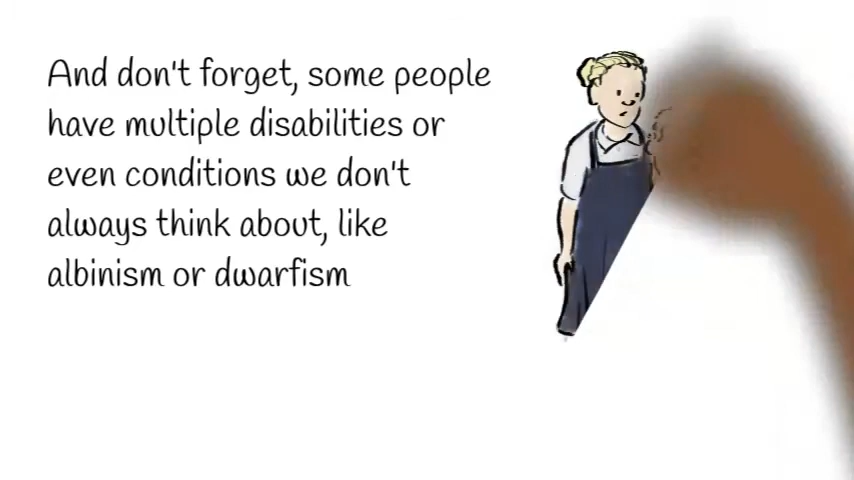 And don't forget, some people
have multiple disabilities or
even conditions we don't
always think about, like
albinism or dwarfism